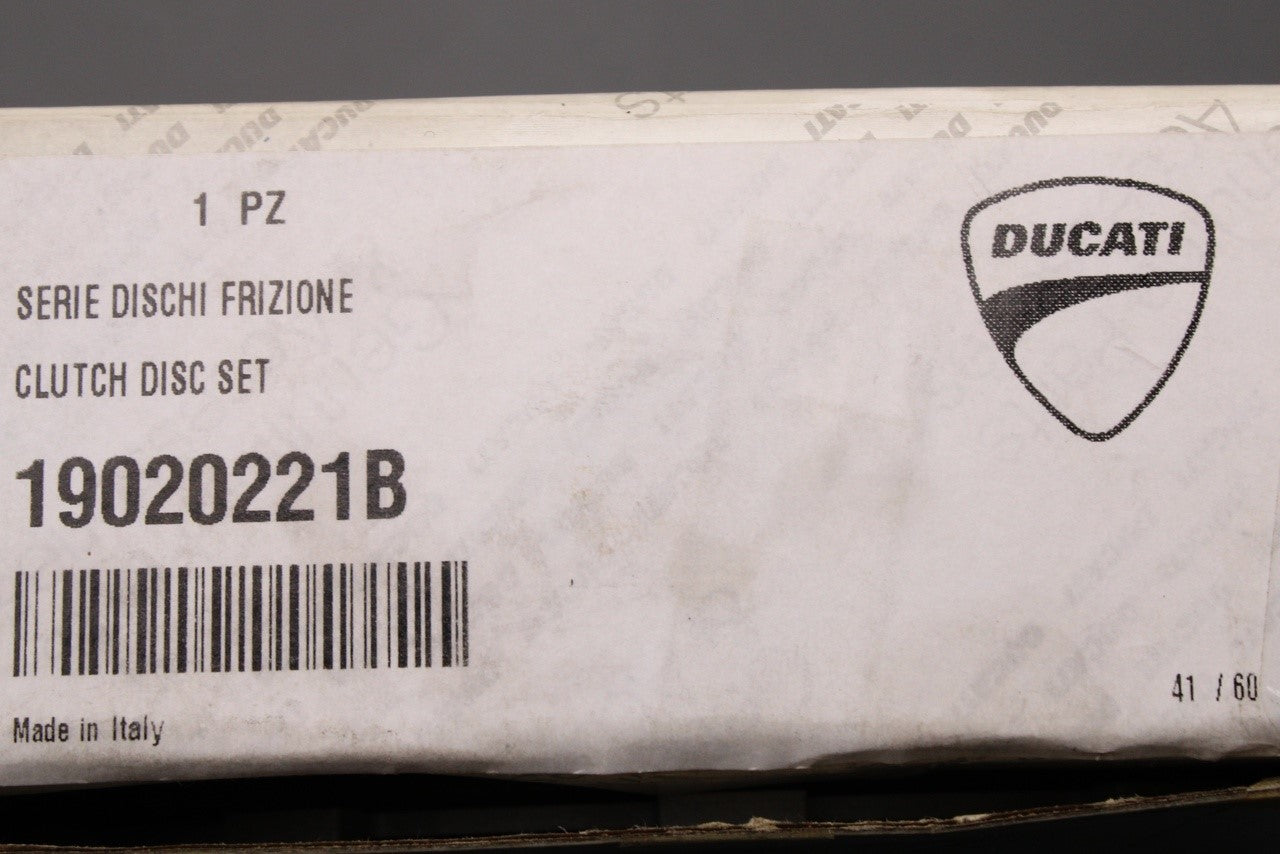 1 PZ
DUCATI
SERIE DISCHI FRIZIONE
CLUTCH DISC SET
19020221B
41 / 60
Made in Italy